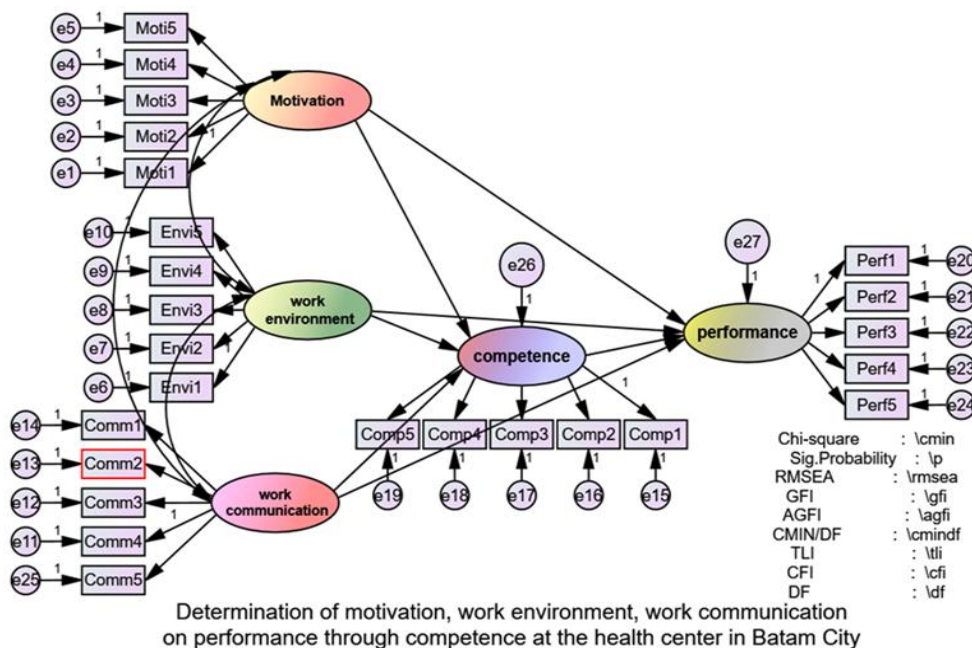 e5 1 Moti5
e4 1 Moti4
e3 1 Moti3
e2 1 Moti2 1
e1 1 Moti1
Motivation
e10 1 Envi5
e9 1 Envi4
e8 1 Envi3
e7 1 Envi2 1
e6 1 Envi1
work
environment
e14 1 Comm1
e13 1 Comm2
e12 1 Comm3
e11 1 Comm4 1
e25 1 Comm5
work
communication
e26
1
competence
1
Comp5 Comp4 Comp3 Comp2 Comp1
1 1 1 1 1
e19 e18 e17 e16 e15
e27
1
performance
1 Perf1 1 e20
Perf2 1 e21
Perf3 1 e22
Perf4 1 e23
Perf5 1 e24
Chi-square : \cmin
Sig.Probability : \p
RMSEA : \rmsea
GFI : \gfi
AGFI : \agfi
CMIN/DF : \cmindf
TLI : \tli
CFI : \cfi
DF : \df
Determination of motivation, work environment, work communication
on performance through competence at the health center in Batam City